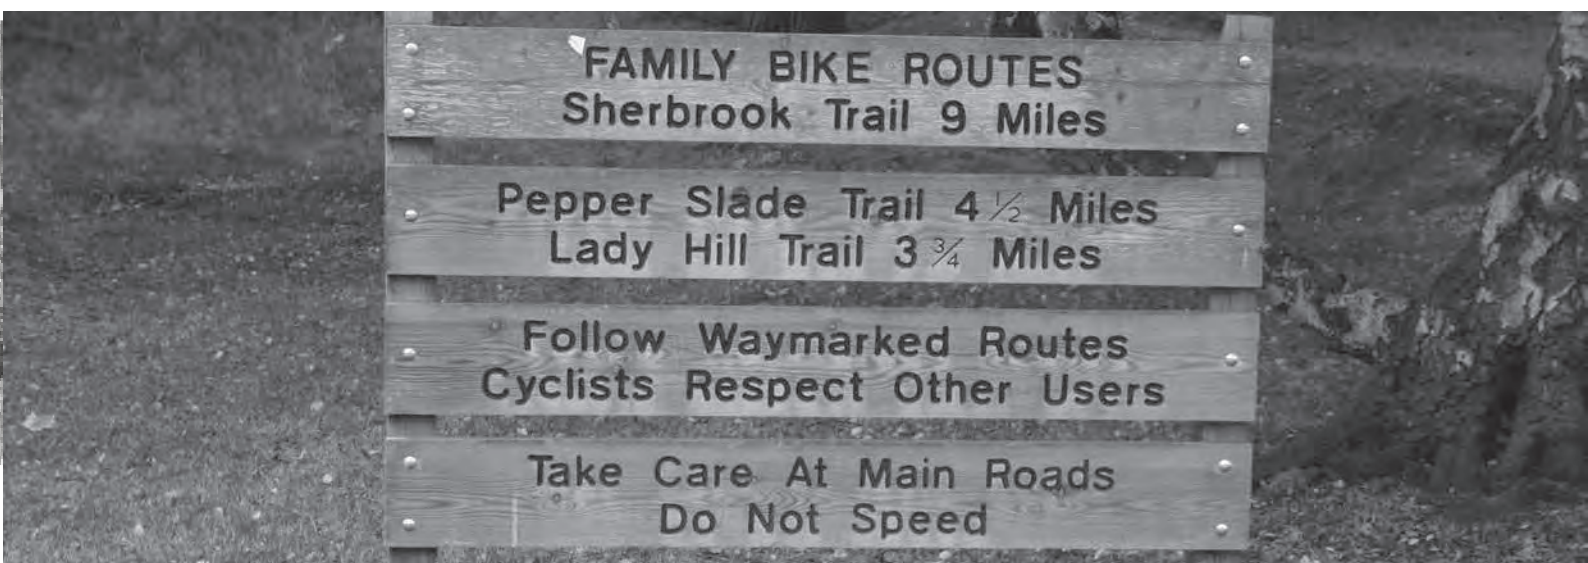 FAMILY BIKE ROUTES
Sherbrook Trail 9 Miles
Pepper Slade Trail 4 ½ Miles
Lady Hill Trail 3 ¾ Miles
Follow Waymarked Routes
Cyclists Respect Other Users
Take Care At Main Roads
Do Not Speed